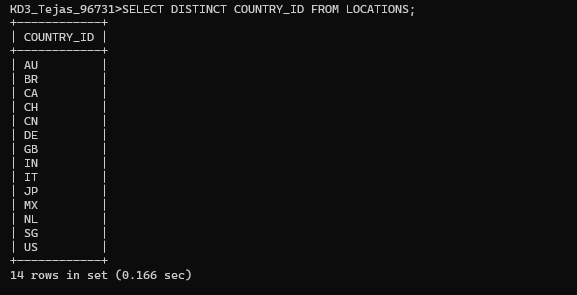 KD3_Tejas_96731>SELECT DISTINCT COUNTRY_ID FROM LOCATIONS;
+------------+
| COUNTRY_ID |
+------------+
| AU         |
| BR         |
| CA         |
| CH         |
| CN         |
| DE         |
| GB         |
| IN         |
| IT         |
| JP         |
| MX         |
| NL         |
| SG         |
| US         |
+------------+
14 rows in set (0.166 sec)